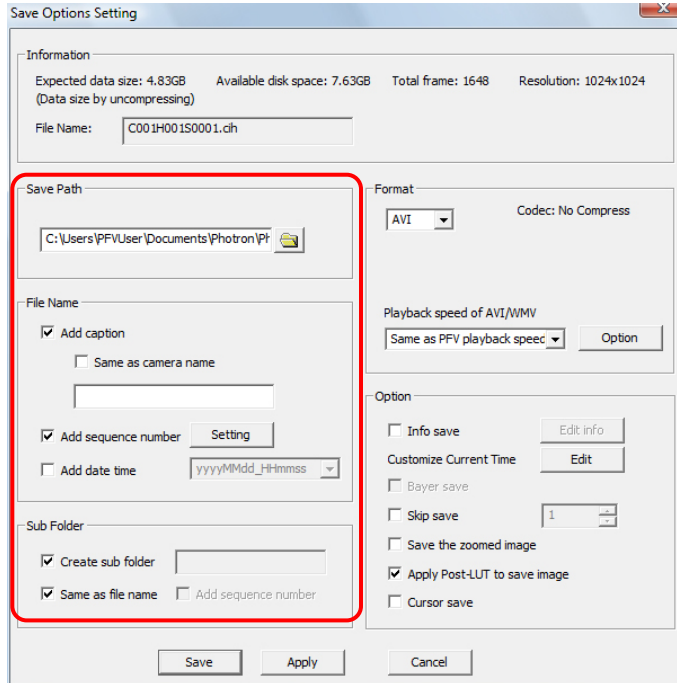 Save Options Setting
Information
Expected data size: 4.83GB Available disk space: 7.63GB Total frame: 1648 Resolution: 1024x1024
(Data size by uncompressing)
File Name: C001H001S0001.cih
Save Path
C:\Users\PFVUser\Documents\Photron\Ph
File Name
Add caption
Same as camera name
Add sequence number Setting
Add date time yyyyMMdd_HHmmss
Sub Folder
Create sub folder
Same as file name Add sequence number
Format
AVI Codec: No Compress
Playback speed of AVI/WMV
Same as PFV playback speed Option
Option
Info save Edit info
Customize Current Time Edit
Bayer save
Skip save 1
Save the zoomed image
Apply Post-LUT to save image
Cursor save
Save Apply Cancel